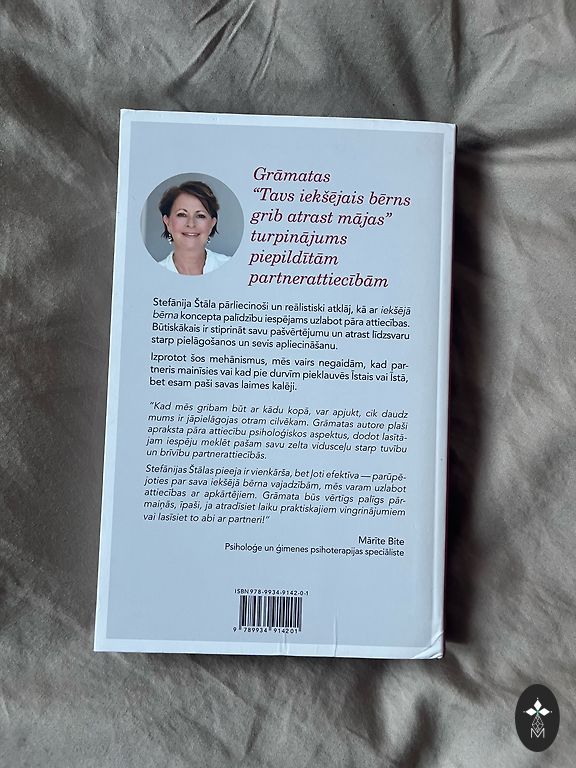 Grāmatas
“Tavs iekšējais bērns
grib atrast mājas”
turpinājums
piepildītām
partnerattiecībām
Stefānija Štāla pārliecinoši un reālistiski atklāj, kā ar iekšējā
bērna koncepta palīdzību iespējams uzlabot pāra attiecības.
Būtiskākais ir stiprināt savu pašvērtējumu un atrast līdzsvaru
starp pielāgošanos un sevis apliecināšanu.
Izprotot šos mehānismus, mēs vairs negaidām, kad par-
tneris mainīsies vai kad pie durvīm pieklauvēs Īstais vai Īstā,
bet esam paši savas laimes kalēji.
“Kad mēs gribam būt ar kādu kopā, var apjukt, cik daudz
mums ir jāpielāgojas otram cilvēkam. Grāmatas autore plaši
apraksta pāra attiecību psiholoģiskos aspektus, dodot lasītā-
jam iespēju meklēt pašam savu zelta vidusceļu starp tuvību
un brīvību partnerattiecībās.
Stefānijas Štālas pieeja ir vienkārša, bet ļoti efektīva — parūpē-
joties par sava iekšējā bērna vajadzībām, mēs varam uzlabot
attiecības ar apkārtējiem. Grāmata būs vērtīgs palīgs pār-
maiņās, īpaši, ja atradīsiet laiku praktiskajiem vingrinājumiem
vai lasīsiet to abi ar partneri!”
Mārīte Bite
Psiholoģe un ģimenes psihoterapijas speciāliste
ISBN 978-9934-9142-0-1
9 789934 914201
M